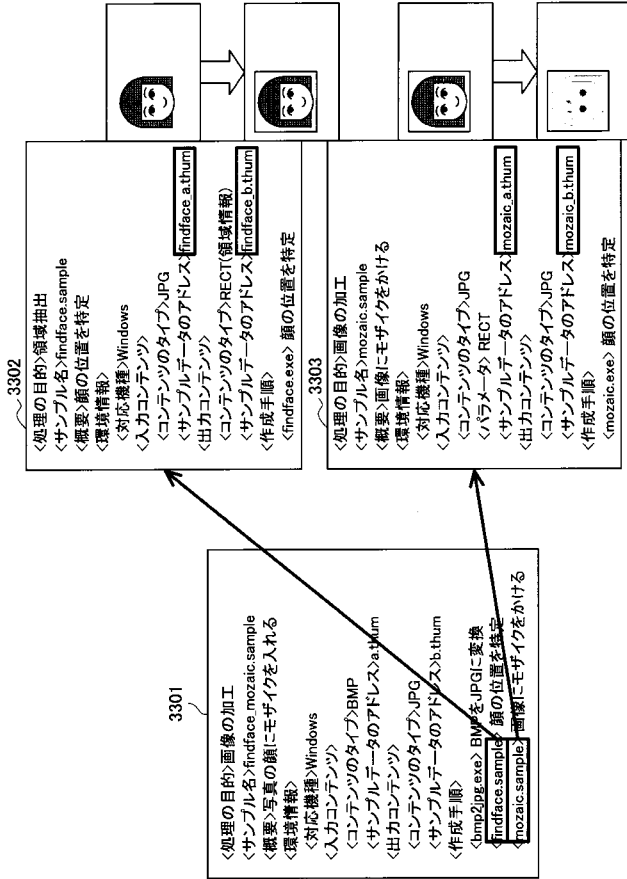 3301
<処理の目的>画像の加工
<サンプル名>findface_mozaic.sample
<概要>写真の顔にモザイクを入れる
<環境情報>
<対応機種>Windows
<入力コンテンツ>
<コンテンツのタイプ>BMP
<サンプルデータのアドレス>a.thum
<出力コンテンツ>
<コンテンツのタイプ>JPG
<サンプルデータのアドレス>b.thum
<作成手順>
<bmp2jpg.exe> BMPをJPGに変換
<findface.sample> 顔の位置を特定
<mozaic.sample> 画像にモザイクをかける
3302
<処理の目的>領域抽出
<サンプル名>findface.sample
<概要>顔の位置を特定
<環境情報>
<対応機種>Windows
<入力コンテンツ>
<コンテンツのタイプ>JPG
<サンプルデータのアドレス>findface_a.thum
<出力コンテンツ>
<コンテンツのタイプ>RECT(領域情報)
<サンプルデータのアドレス>findface_b.thum
<作成手順>
<findface.exe> 顔の位置を特定
3303
<処理の目的>画像の加工
<サンプル名>mozaic.sample
<概要>画像にモザイクをかける
<環境情報>
<対応機種>Windows
<入力コンテンツ>
<コンテンツのタイプ>JPG
<パラメータ> RECT
<サンプルデータのアドレス>mozaic_a.thum
<出力コンテンツ>
<コンテンツのタイプ>JPG
<サンプルデータのアドレス>mozaic_b.thum
<作成手順>
<mozaic.exe> 顔の位置を特定